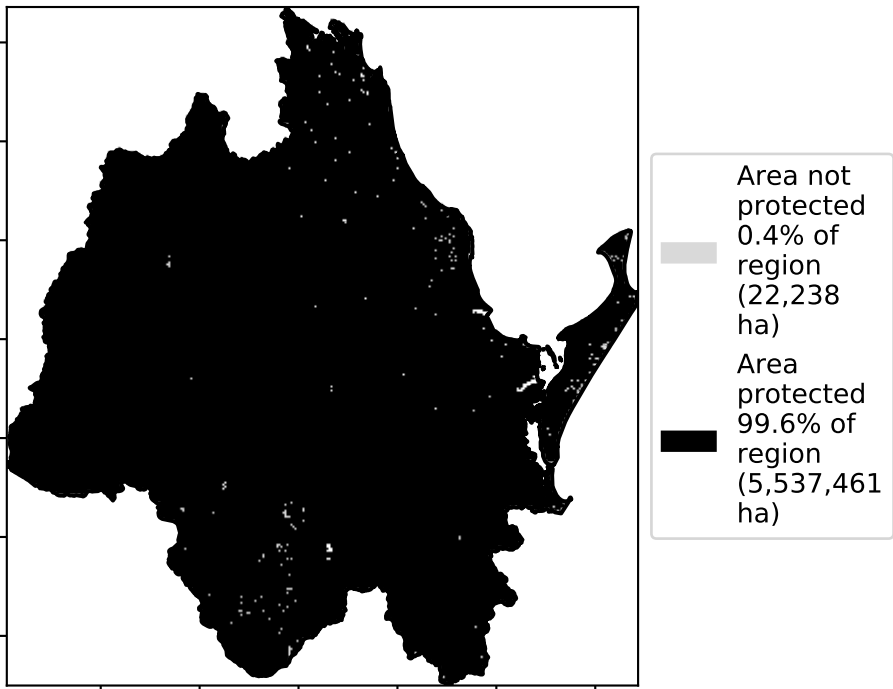 Area not
protected
0.4% of
region
(22,238
ha)
Area
protected
99.6% of
region
(5,537,461
ha)